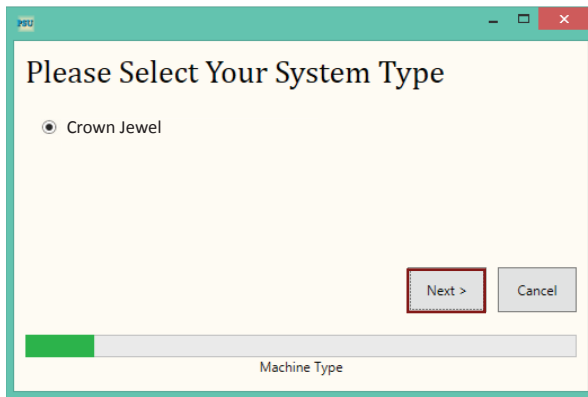 PSU
Please Select Your System Type
Crown Jewel
Next >
Cancel
Machine Type